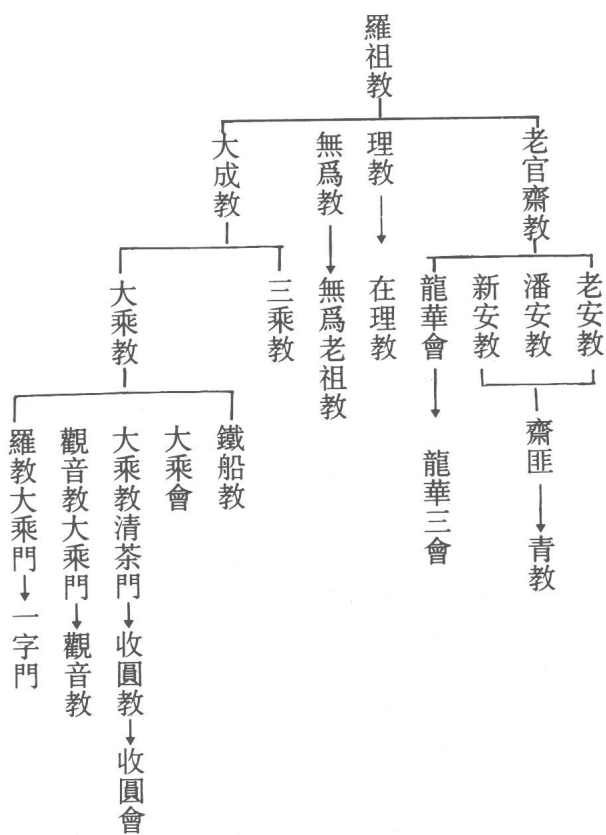 羅祖教
老官齋教
理教
無爲教
大成教
老安教
潘安教
新安教
龍華會
在理教
無爲老祖教
三乘教
大乘教
齋匪
青教
龍華三會
鐵船教
大乘會
大乘教清茶門
收圓教
收圓會
觀音教大乘門
觀音教
羅教大乘門
一字門